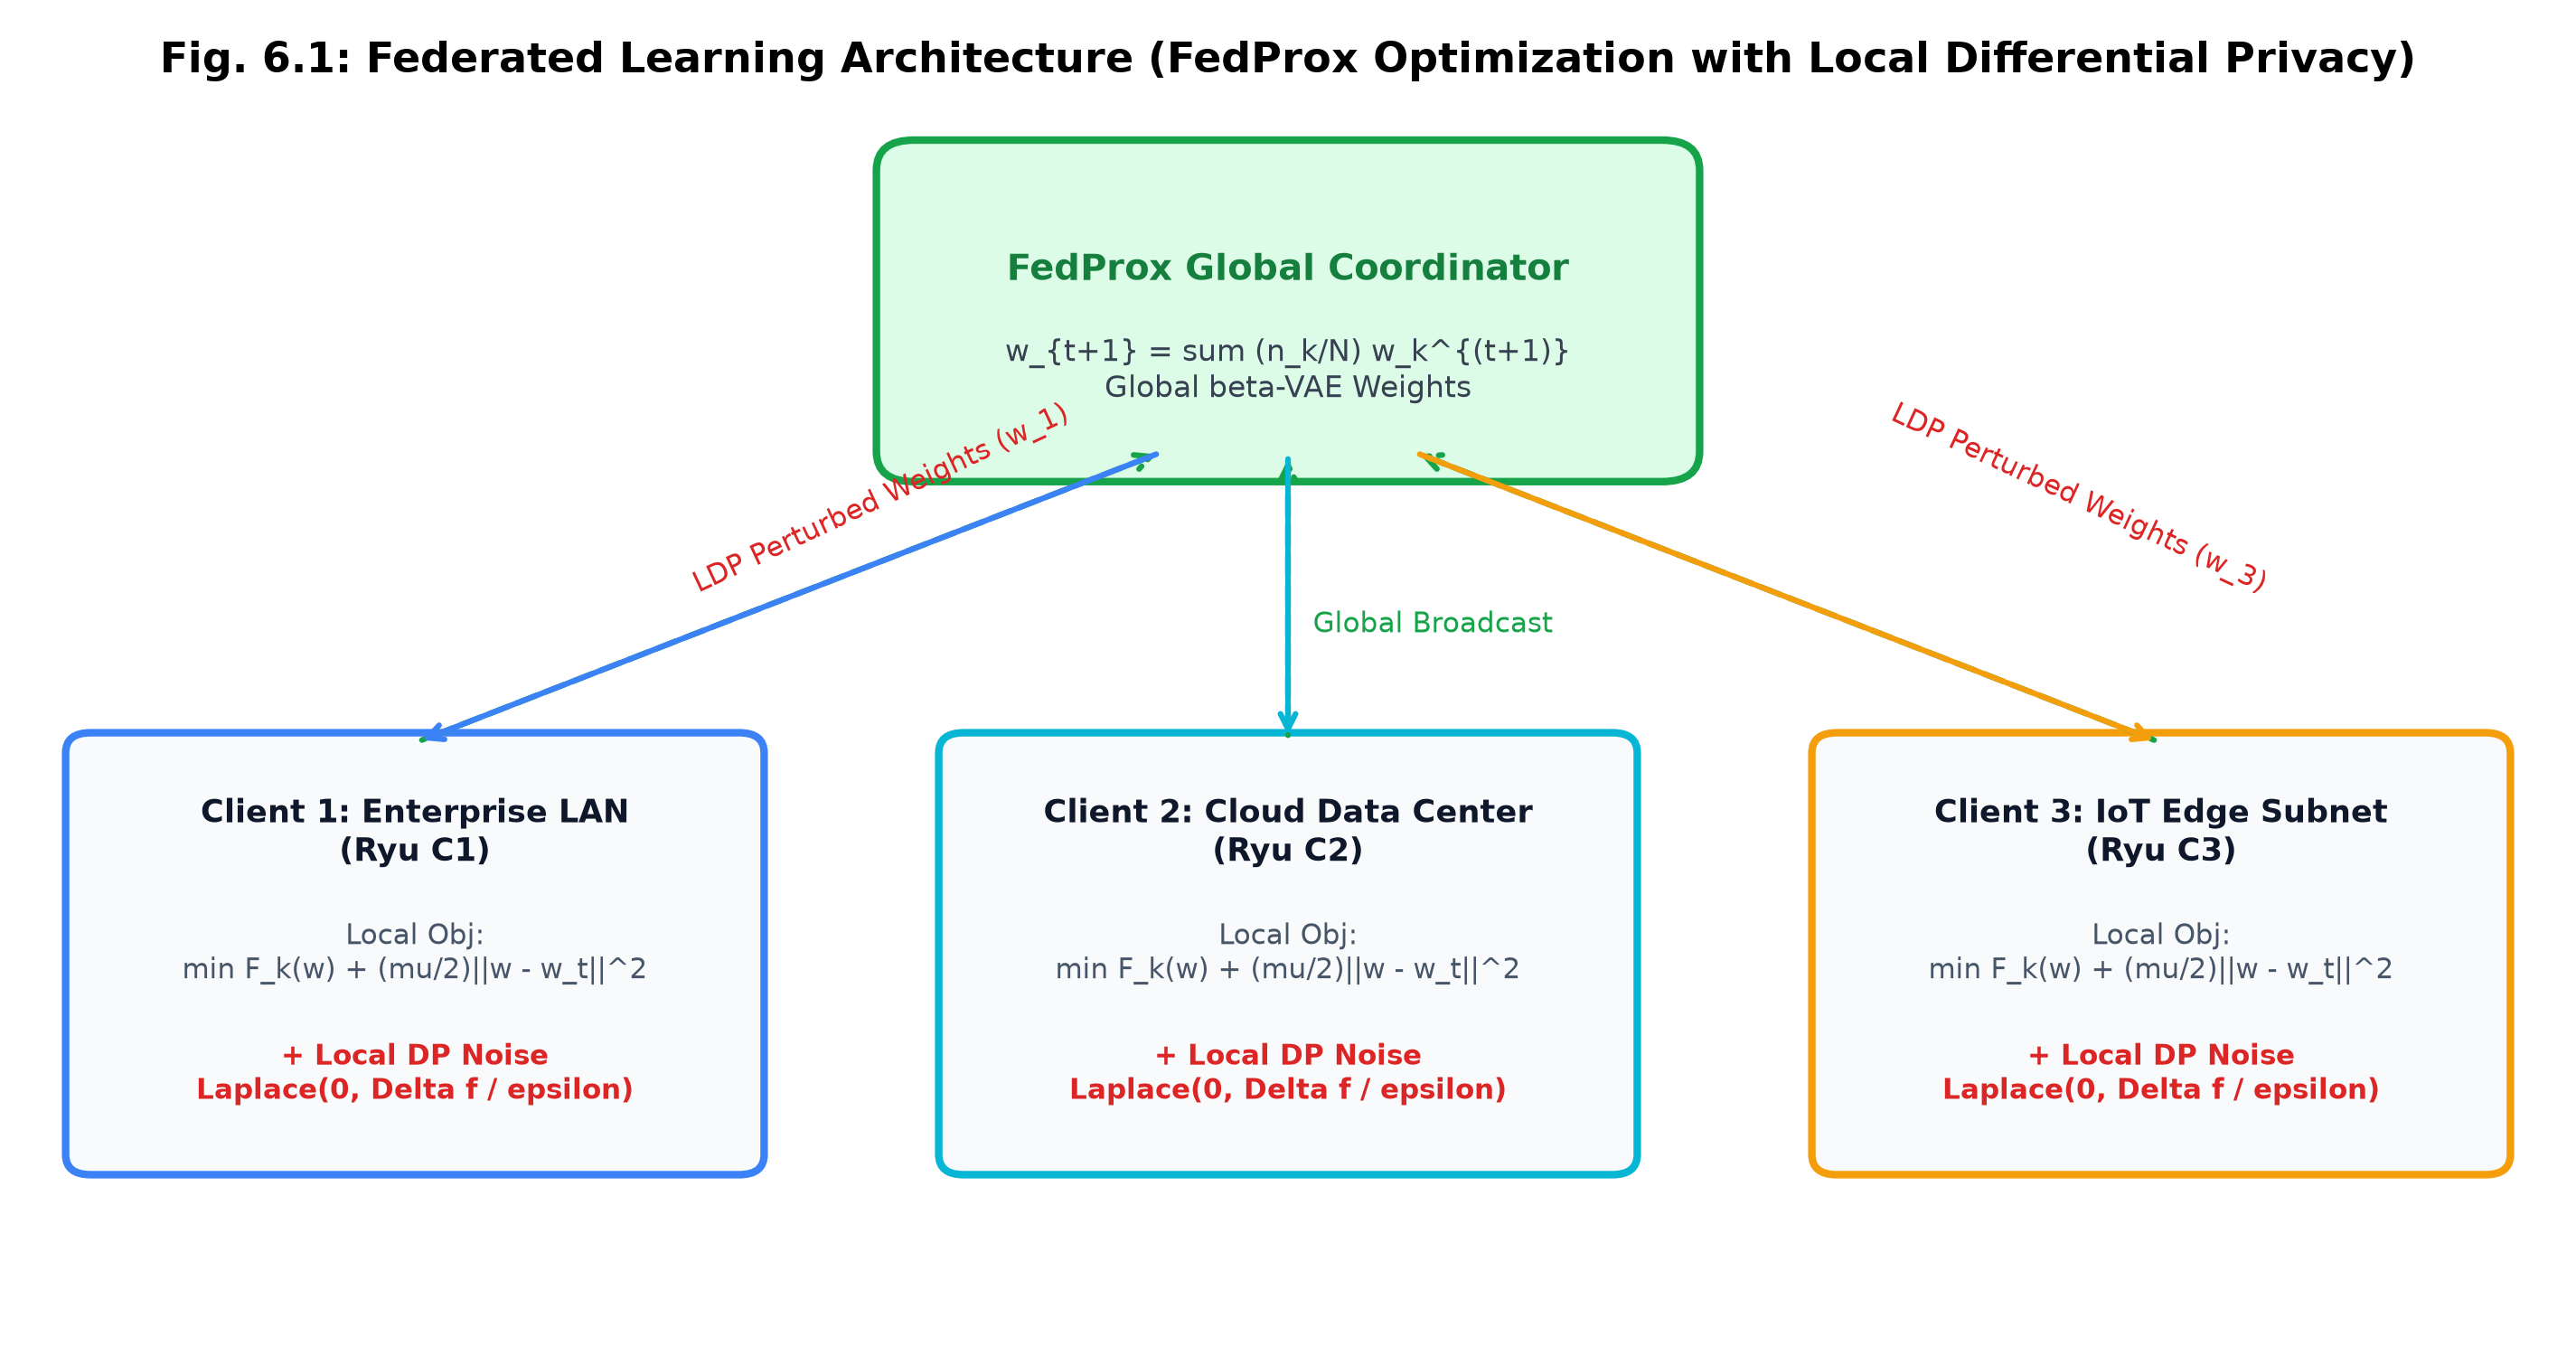 Fig. 6.1: Federated Learning Architecture (FedProx Optimization with Local Differential Privacy)
FedProx Global Coordinator
w_{t+1} = sum (n_k/N) w_k^{(t+1)}
Global beta-VAE Weights
LDP Perturbed Weights (w_1)
LDP Perturbed Weights (w_3)
Global Broadcast
Client 1: Enterprise LAN
(Ryu C1)
Local Obj:
min F_k(w) + (mu/2)||w - w_t||^2
+ Local DP Noise
Laplace(0, Delta f / epsilon)
Client 2: Cloud Data Center
(Ryu C2)
Local Obj:
min F_k(w) + (mu/2)||w - w_t||^2
+ Local DP Noise
Laplace(0, Delta f / epsilon)
Client 3: IoT Edge Subnet
(Ryu C3)
Local Obj:
min F_k(w) + (mu/2)||w - w_t||^2
+ Local DP Noise
Laplace(0, Delta f / epsilon)